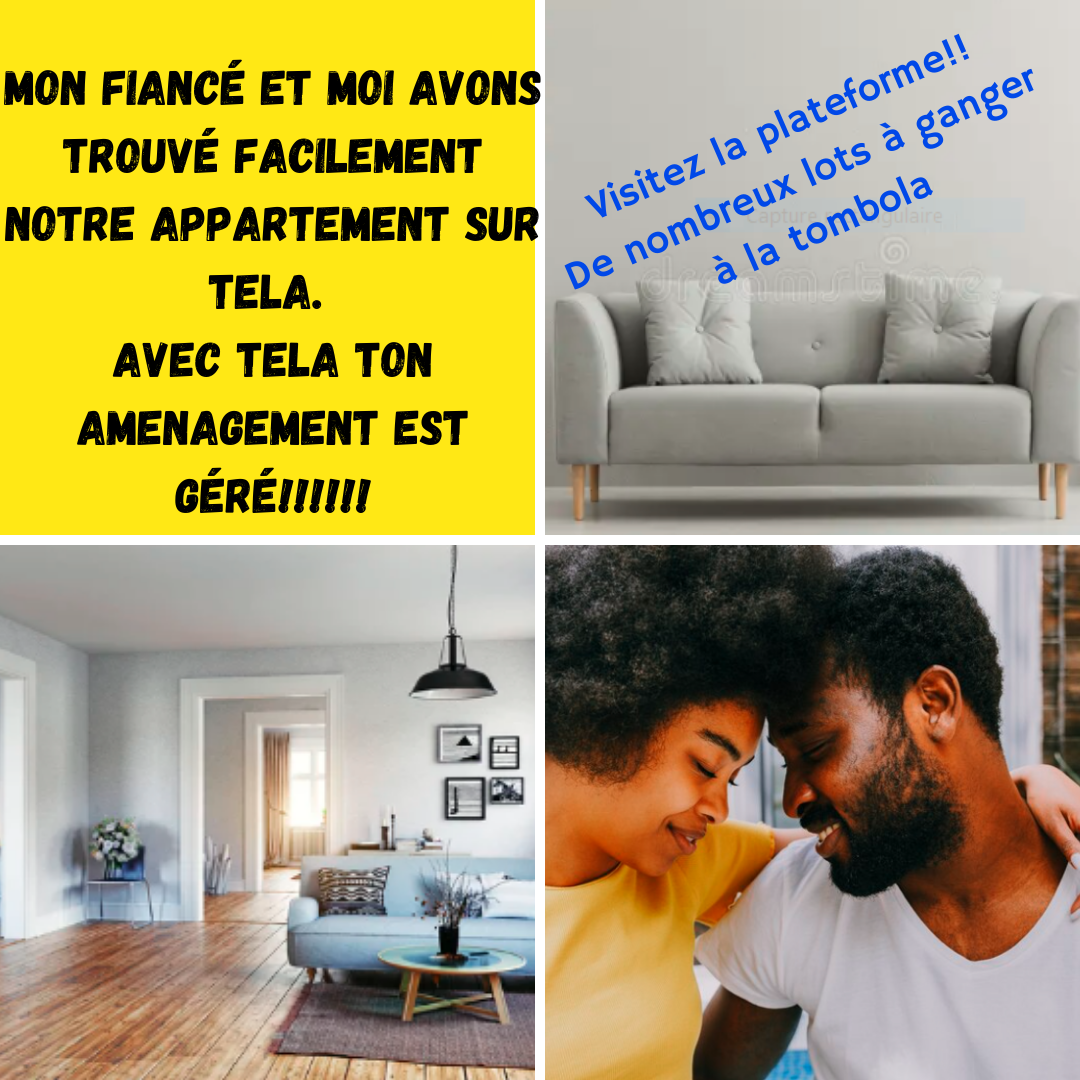 MON FIANCÉ ET MOI AVONS
TROUVÉ FACILEMENT
NOTRE APPARTEMENT SUR
TELA.
AVEC TELA TON
AMENAGEMENT EST
GÉRÉ!!!!!!
Visitez la plateforme!!
De nombreux lots à ganger
à la tombola
dreamstime